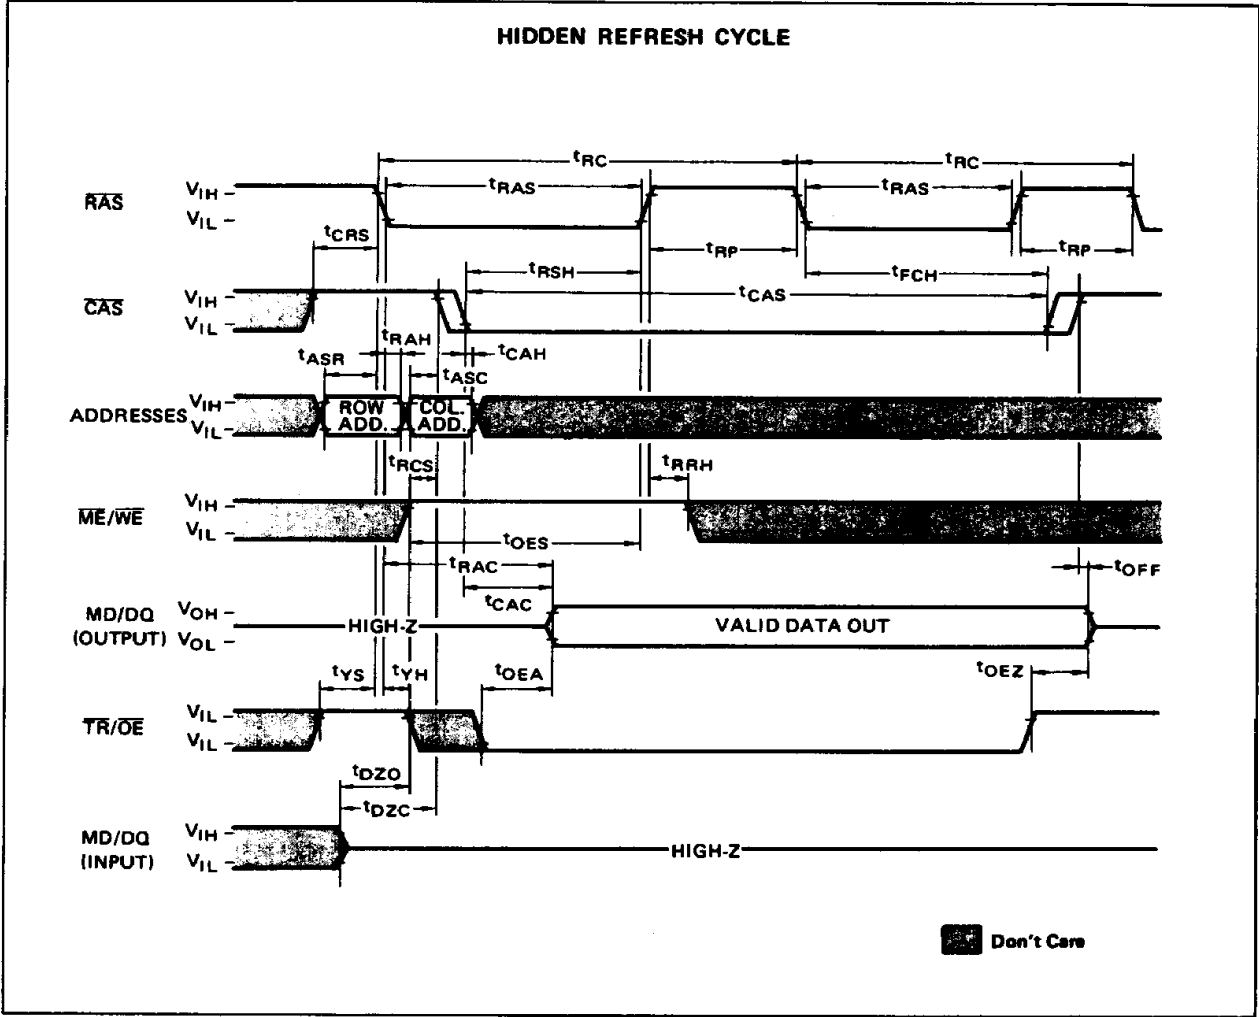 HIDDEN REFRESH CYCLE
tRC tRC
tRAS tRAS
RAS VIH
VIL
tCRS tRP tRP
tRSH tFCH
tCAS
CAS VIH
VIL
tRAH
tASR tCAH
tASC
ADDRESSES VIH
VIL
ROW ADD.
COL. ADD.
tRCS tRRH
ME/WE VIH
VIL
tOES
tRAC tOFF
tCAC
MD/DQ (OUTPUT) VOH
VOL
HIGH-Z VALID DATA OUT
tYS tYH tOEA tOEZ
TR/OE VIL
VIL
tDZO
tDZC
MD/DQ (INPUT) VIH
VIL
HIGH-Z
Don't Care